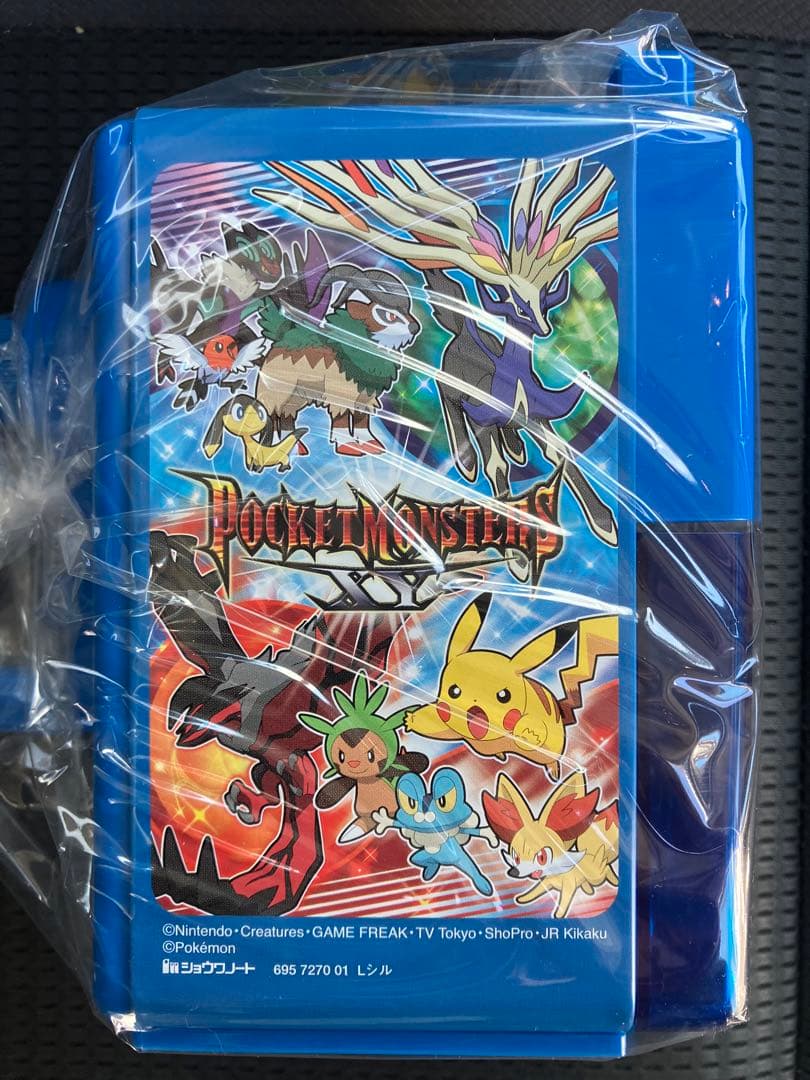 POCKET MONSTERS
XY
©Nintendo・Creatures・GAME FREAK・TV Tokyo・ShoPro・JR Kikaku
©Pokémon
ショウワノート 695 7270 01 Lシル